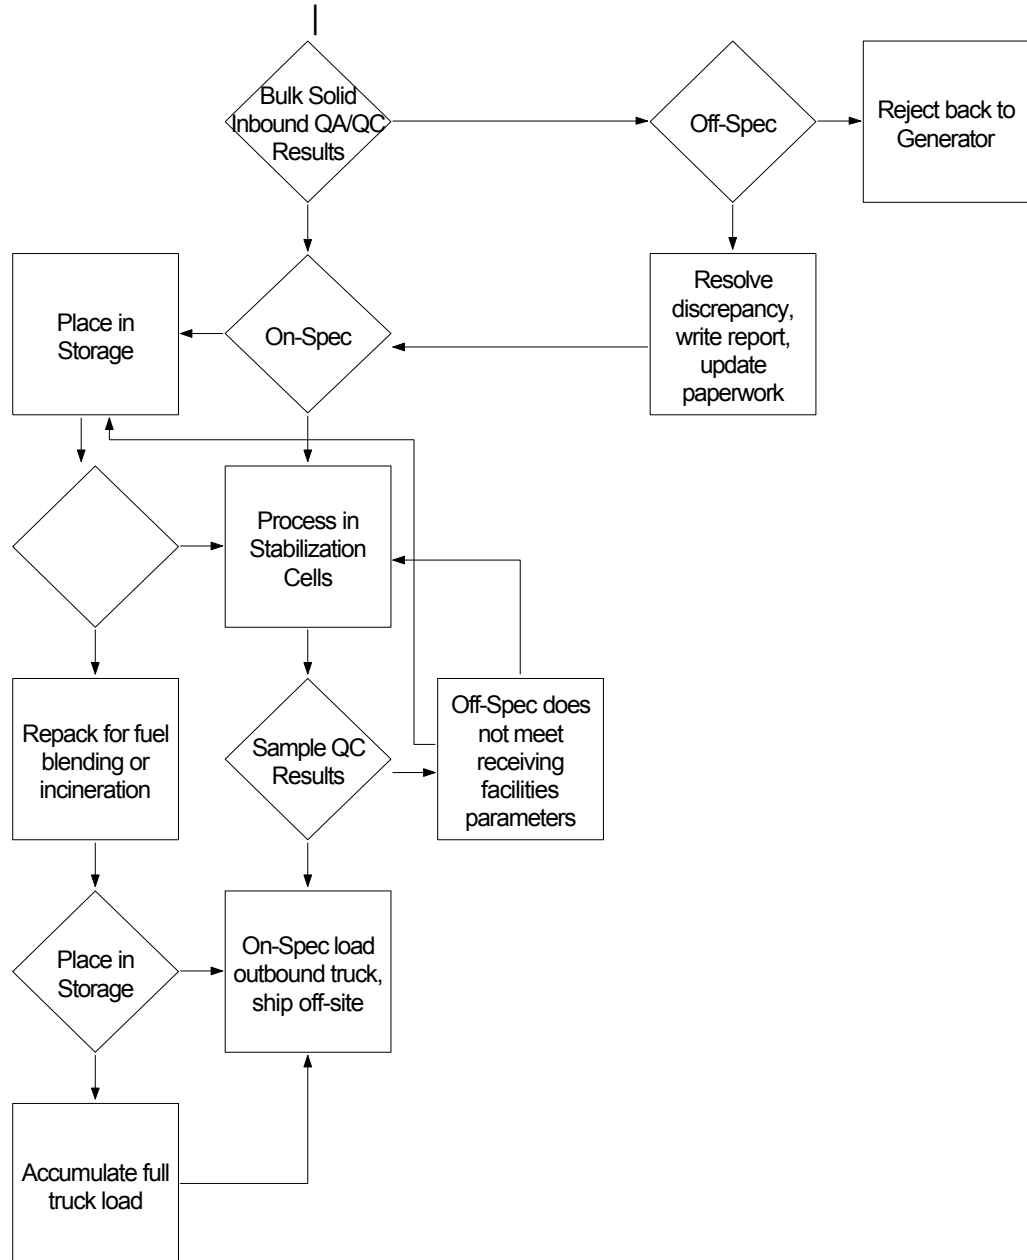 Bulk Solid
Inbound QA/QC
Results
Off-Spec
Reject back to
Generator
Place in
Storage
On-Spec
Resolve
discrepancy,
write report,
update
paperwork
Process in
Stabilization
Cells
Repack for fuel
blending or
incineration
Sample QC
Results
Off-Spec does
not meet
receiving
facilities
parameters
Place in
Storage
On-Spec load
outbound truck,
ship off-site
Accumulate full
truck load